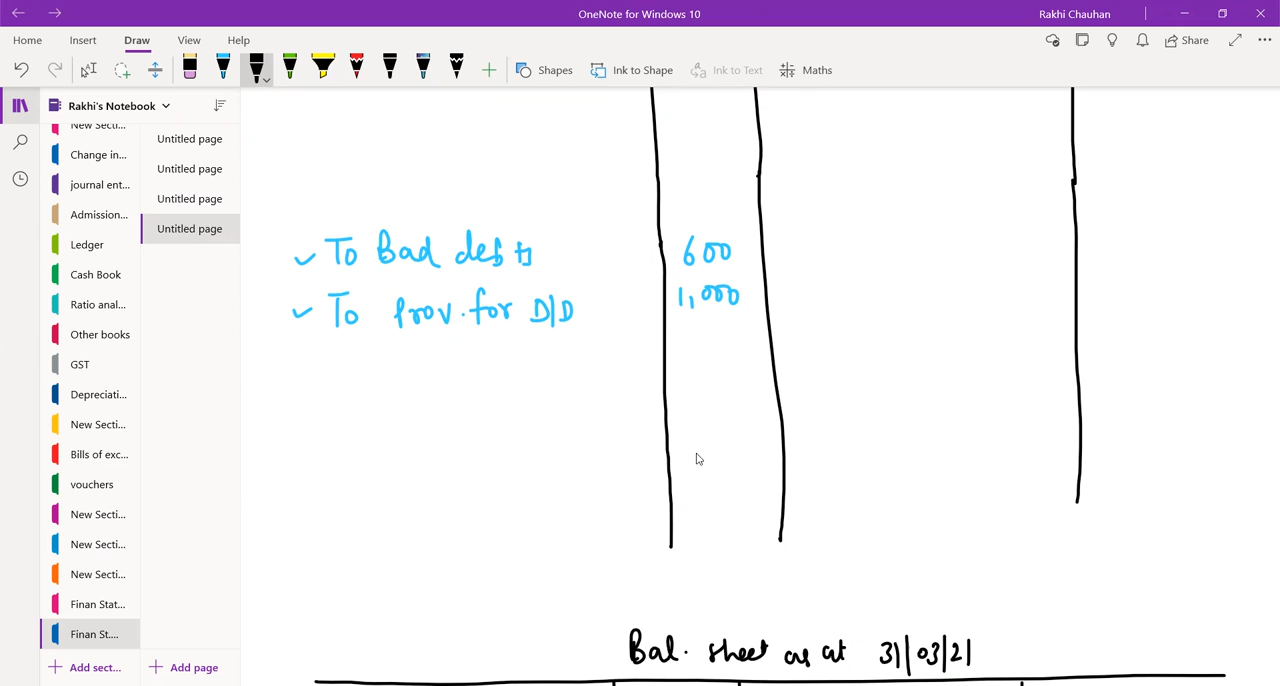 OneNote for Windows 10
Rakhi Chauhan
Home Insert Draw View Help
Share
Shapes Ink to Shape Ink to Text Maths
Rakhi's Notebook
New Secti...
Change in...
journal ent...
Admission...
Ledger
Cash Book
Ratio anal...
Other books
GST
Depreciati...
New Secti...
Bills of exc...
vouchers
New Secti...
New Secti...
New Secti...
Finan Stat...
Finan St....
Add sect...
Untitled page
Untitled page
Untitled page
Untitled page
Add page
To Bad debts 600
To Prov. for D/D 1,000
Bal. sheet as at 31/03/21